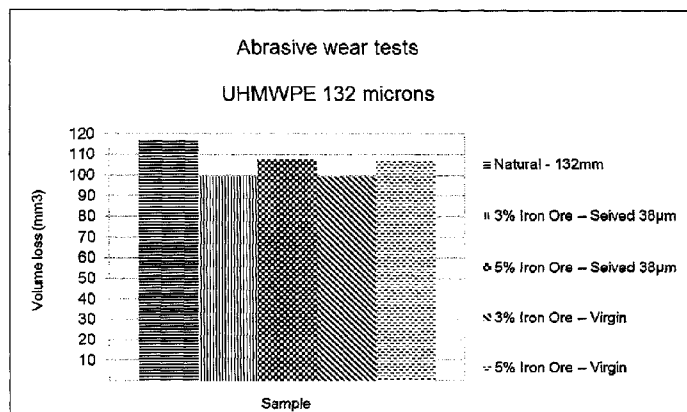 Abrasive wear tests
UHMWPE 132 microns
Volume loss (mm3)
120
110
100
90
80
70
60
50
40
30
20
10
Sample
Natural - 132mm
3% Iron Ore – Seived 38µm
5% Iron Ore – Seived 38µm
3% Iron Ore – Virgin
5% Iron Ore – Virgin